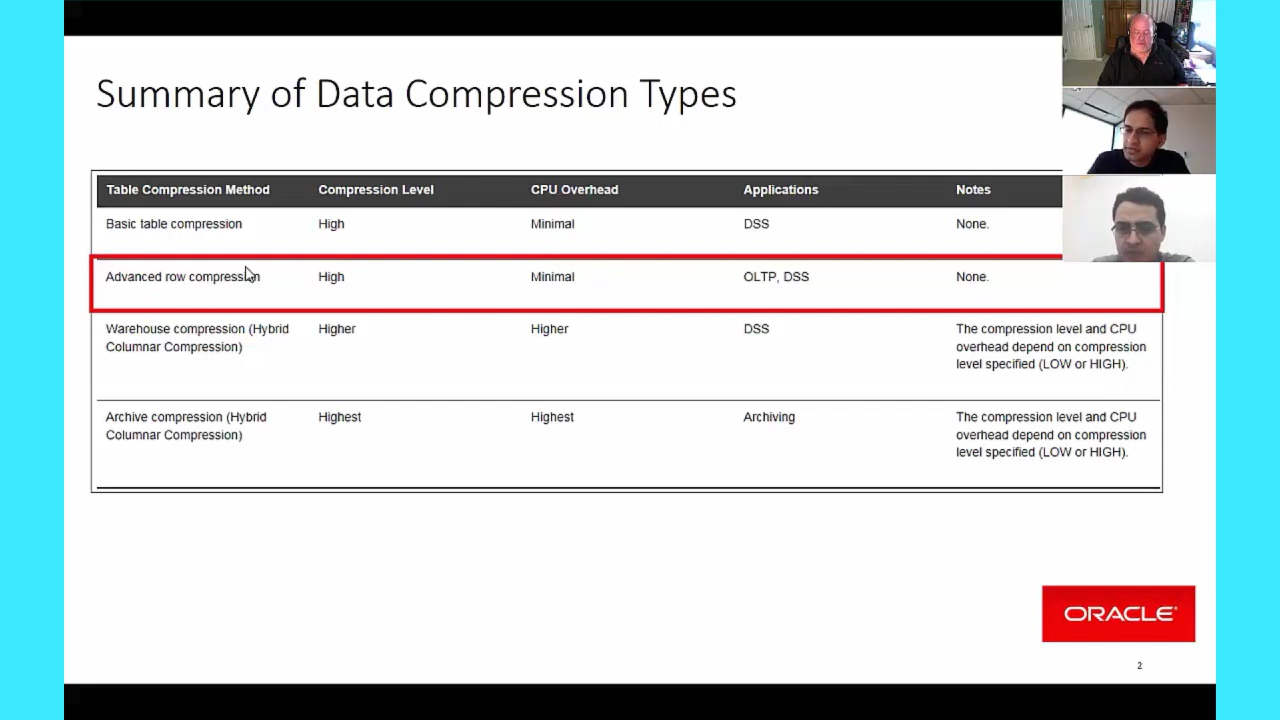 Summary of Data Compression Types
Table Compression Method Compression Level CPU Overhead Applications Notes
Basic table compression High Minimal DSS None.
Advanced row compression High Minimal OLTP, DSS None.
Warehouse compression (Hybrid Higher Higher DSS The compression level and CPU
Columnar Compression) overhead depend on compression
level specified (LOW or HIGH).
Archive compression (Hybrid Highest Highest Archiving The compression level and CPU
Columnar Compression) overhead depend on compression
level specified (LOW or HIGH).
ORACLE
2